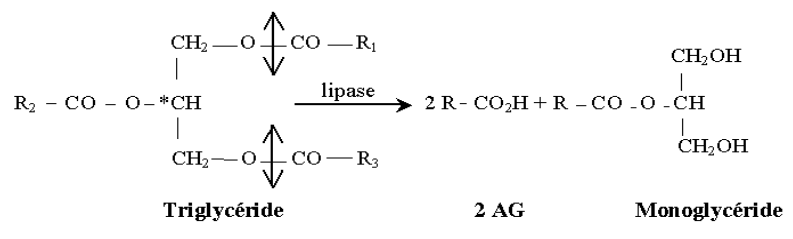 CH₂ — O — CO — R₁
CH₂OH
lipase
R₂ – CO – O – *CH
2 R - CO₂H + R – CO - O - CH
CH₂ — O — CO — R₃
CH₂OH
Triglycéride
2 AG
Monoglycéride